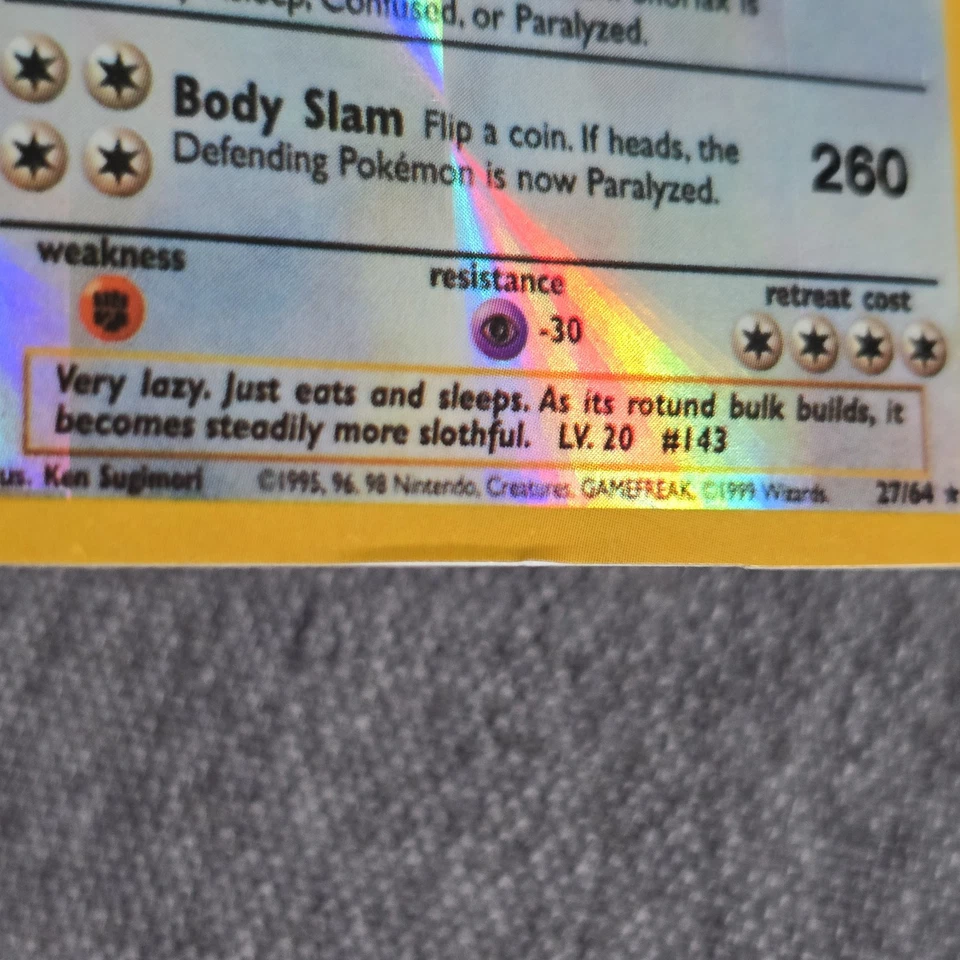 Confused, or Paralyzed.
Body Slam Flip a coin. If heads, the
Defending Pokémon is now Paralyzed.
260
weakness
resistance
retreat cost
-30
Very lazy. Just eats and sleeps. As its rotund bulk builds, it
becomes steadily more slothful. LV. 20 #143
us. Ken Sugimori ©1995, 96, 98 Nintendo, Creatures, GAMEFREAK. ©1999 Wizards. 27/64 ★